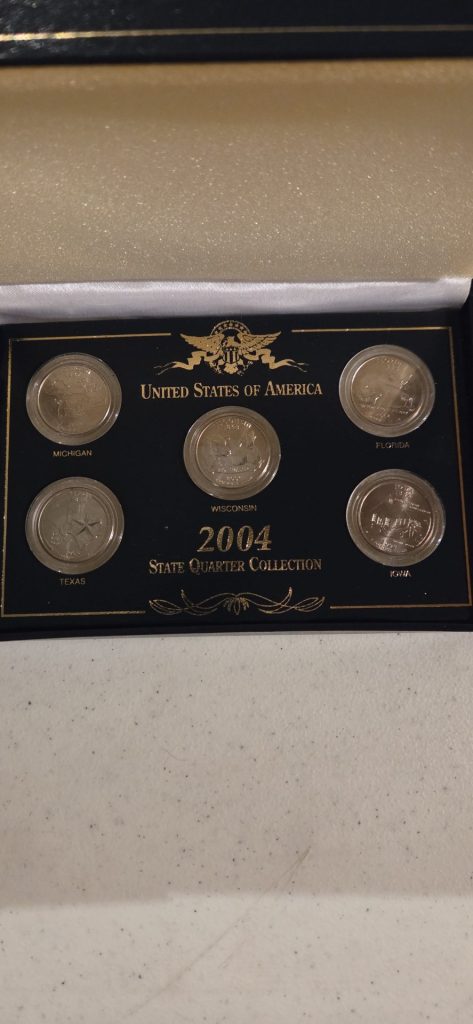 UNITED STATES OF AMERICA
MICHIGAN
FLORIDA
WISCONSIN
TEXAS
IOWA
2004
STATE QUARTER COLLECTION